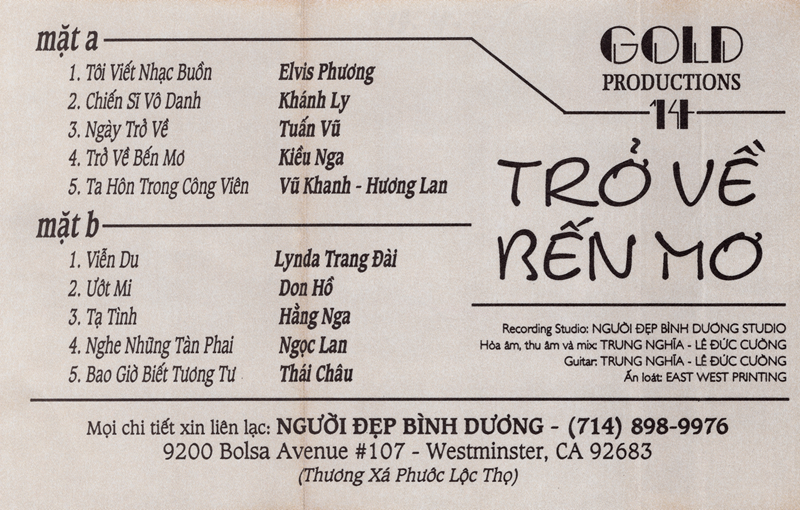 mặt a
1. Tôi Viết Nhạc Buồn Elvis Phương
2. Chiến Sĩ Vô Danh Khánh Ly
3. Ngày Trở Về Tuấn Vũ
4. Trở Về Bến Mơ Kiều Nga
5. Ta Hôn Trong Công Viên Vũ Khanh - Hương Lan
mặt b
1. Viễn Du Lynda Trang Đài
2. Ướt Mi Don Hồ
3. Tạ Tình Hằng Nga
4. Nghe Những Tàn Phai Ngọc Lan
5. Bao Giờ Biết Tương Tư Thái Châu
GOLD
PRODUCTIONS
14
TRỞ VỀ
BẾN MƠ
Recording Studio: NGƯỜI ĐẸP BÌNH DƯƠNG STUDIO
Hòa âm, thu âm và mix: TRUNG NGHĨA - LÊ ĐỨC CƯỜNG
Guitar: TRUNG NGHĨA - LÊ ĐỨC CƯỜNG
Ấn loát: EAST WEST PRINTING
Mọi chi tiết xin liên lạc: NGƯỜI ĐẸP BÌNH DƯƠNG - (714) 898-9976
9200 Bolsa Avenue #107 - Westminster, CA 92683
(Thương Xá Phước Lộc Thọ)